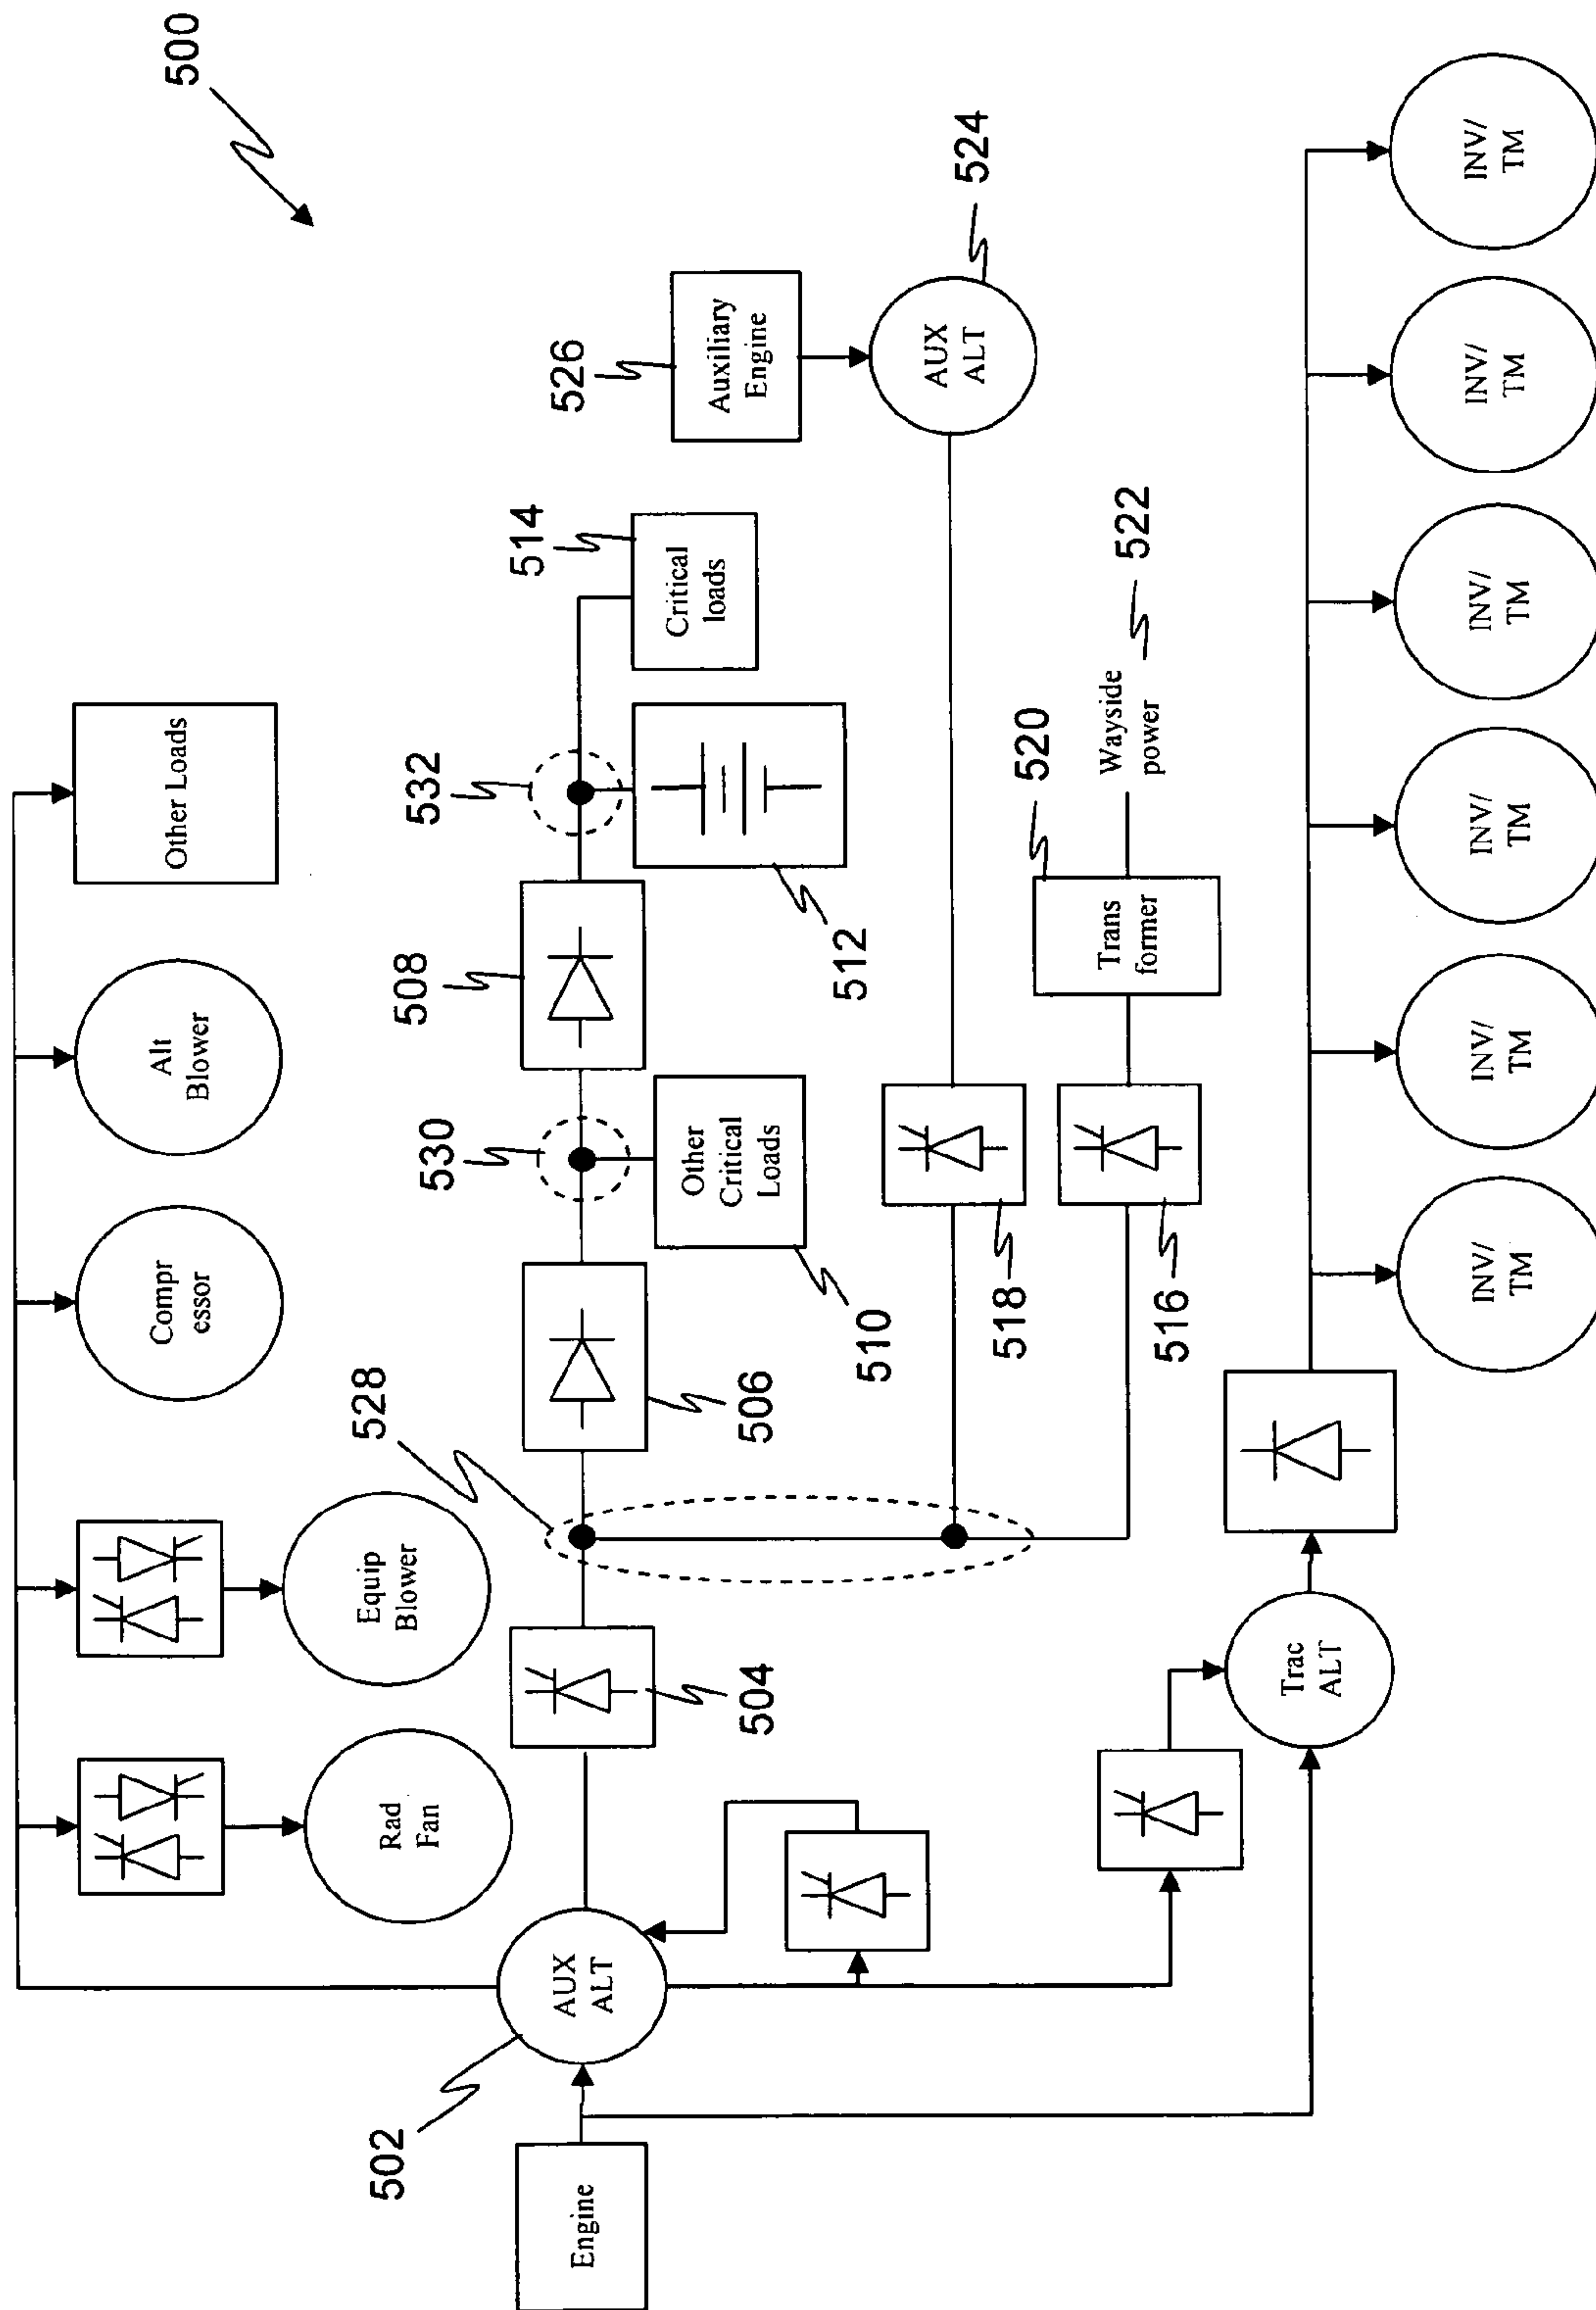 500
Other Loads
Alt
Blower
Compr
essor
Equip
Blower
Rad
Fan
526
Auxiliary
Engine
524
AUX
ALT
514
Critical
loads
532
512
508
530
Other
Critical
Loads
510
506
528
504
502
AUX
ALT
Engine
518
516
520
Trans
former
Wayside
power
522
Trac
ALT
INV/
TM
INV/
TM
INV/
TM
INV/
TM
INV/
TM
INV/
TM